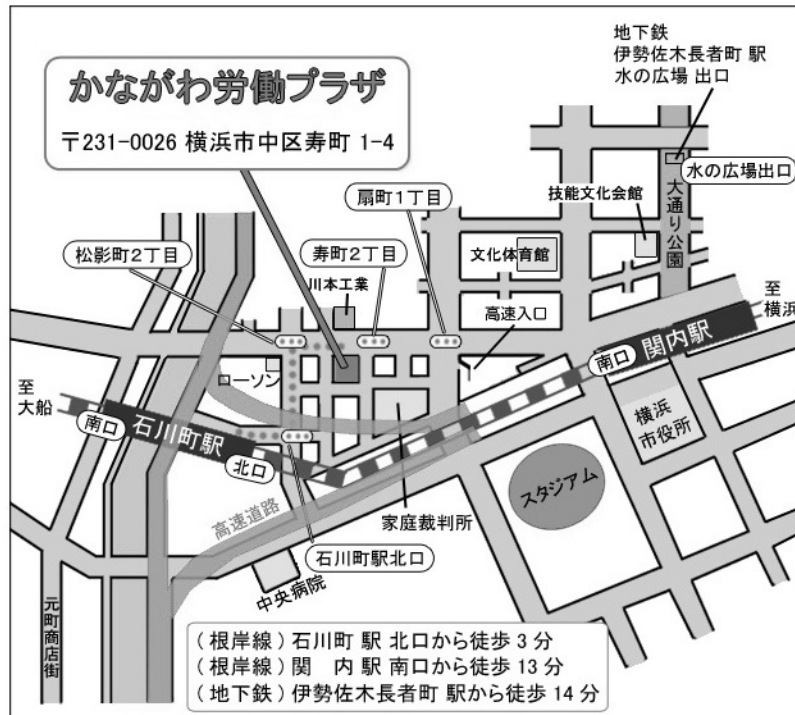 かながわ労働プラザ
〒231-0026 横浜市中区寿町 1-4
地下鉄
伊勢佐木長者町 駅
水の広場 出口
水の広場出口
大通り公園
技能文化会館
扇町1丁目
文化体育館
松影町2丁目
寿町2丁目
川本工業
高速入口
至
横浜
関内駅
南口
ローソン
至
大船
南口
石川町駅
北口
横浜
市役所
スタジアム
高速道路
家庭裁判所
石川町駅北口
中央病院
元町商店街
(根岸線)石川町 駅 北口から徒歩 3 分
(根岸線)関 内 駅 南口から徒歩 13 分
(地下鉄)伊勢佐木長者町 駅から徒歩 14 分